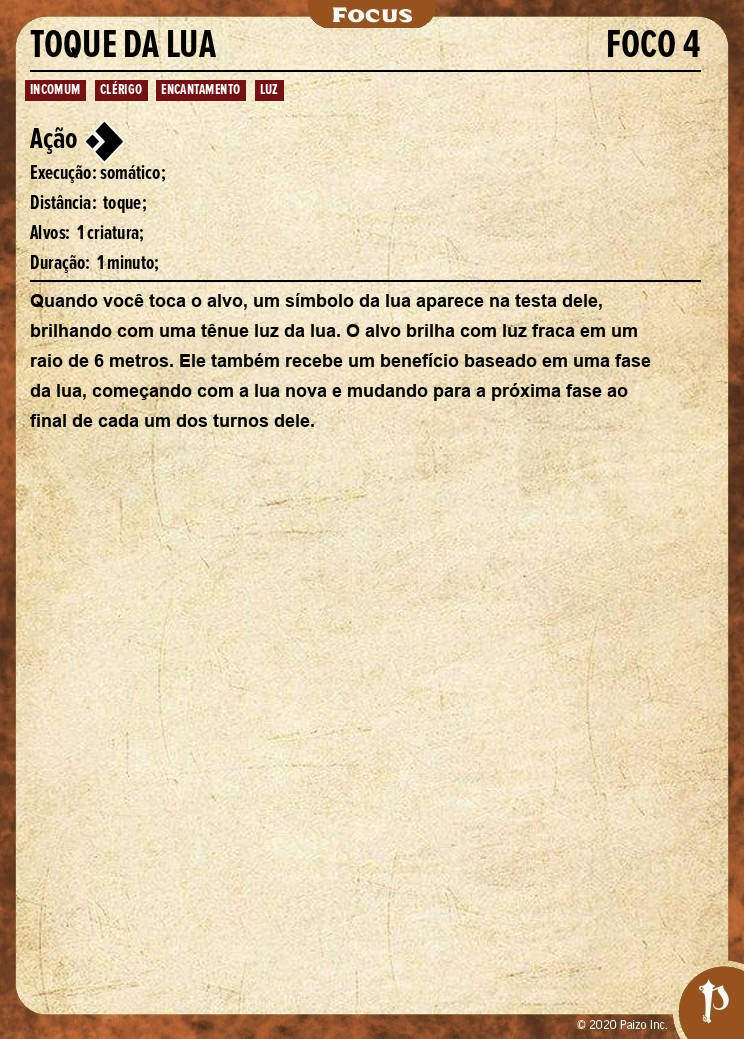 Focus
TOQUE DA LUA FOCO 4
INCOMUM CLÉRIGO ENCANTAMENTO LUZ
Ação
Execução: somático;
Distância: toque;
Alvos: 1 criatura;
Duração: 1 minuto;
Quando você toca o alvo, um símbolo da lua aparece na testa dele,
brilhando com uma tênue luz da lua. O alvo brilha com luz fraca em um
raio de 6 metros. Ele também recebe um benefício baseado em uma fase
da lua, começando com a lua nova e mudando para a próxima fase ao
final de cada um dos turnos dele.
© 2020 Paizo Inc.
P